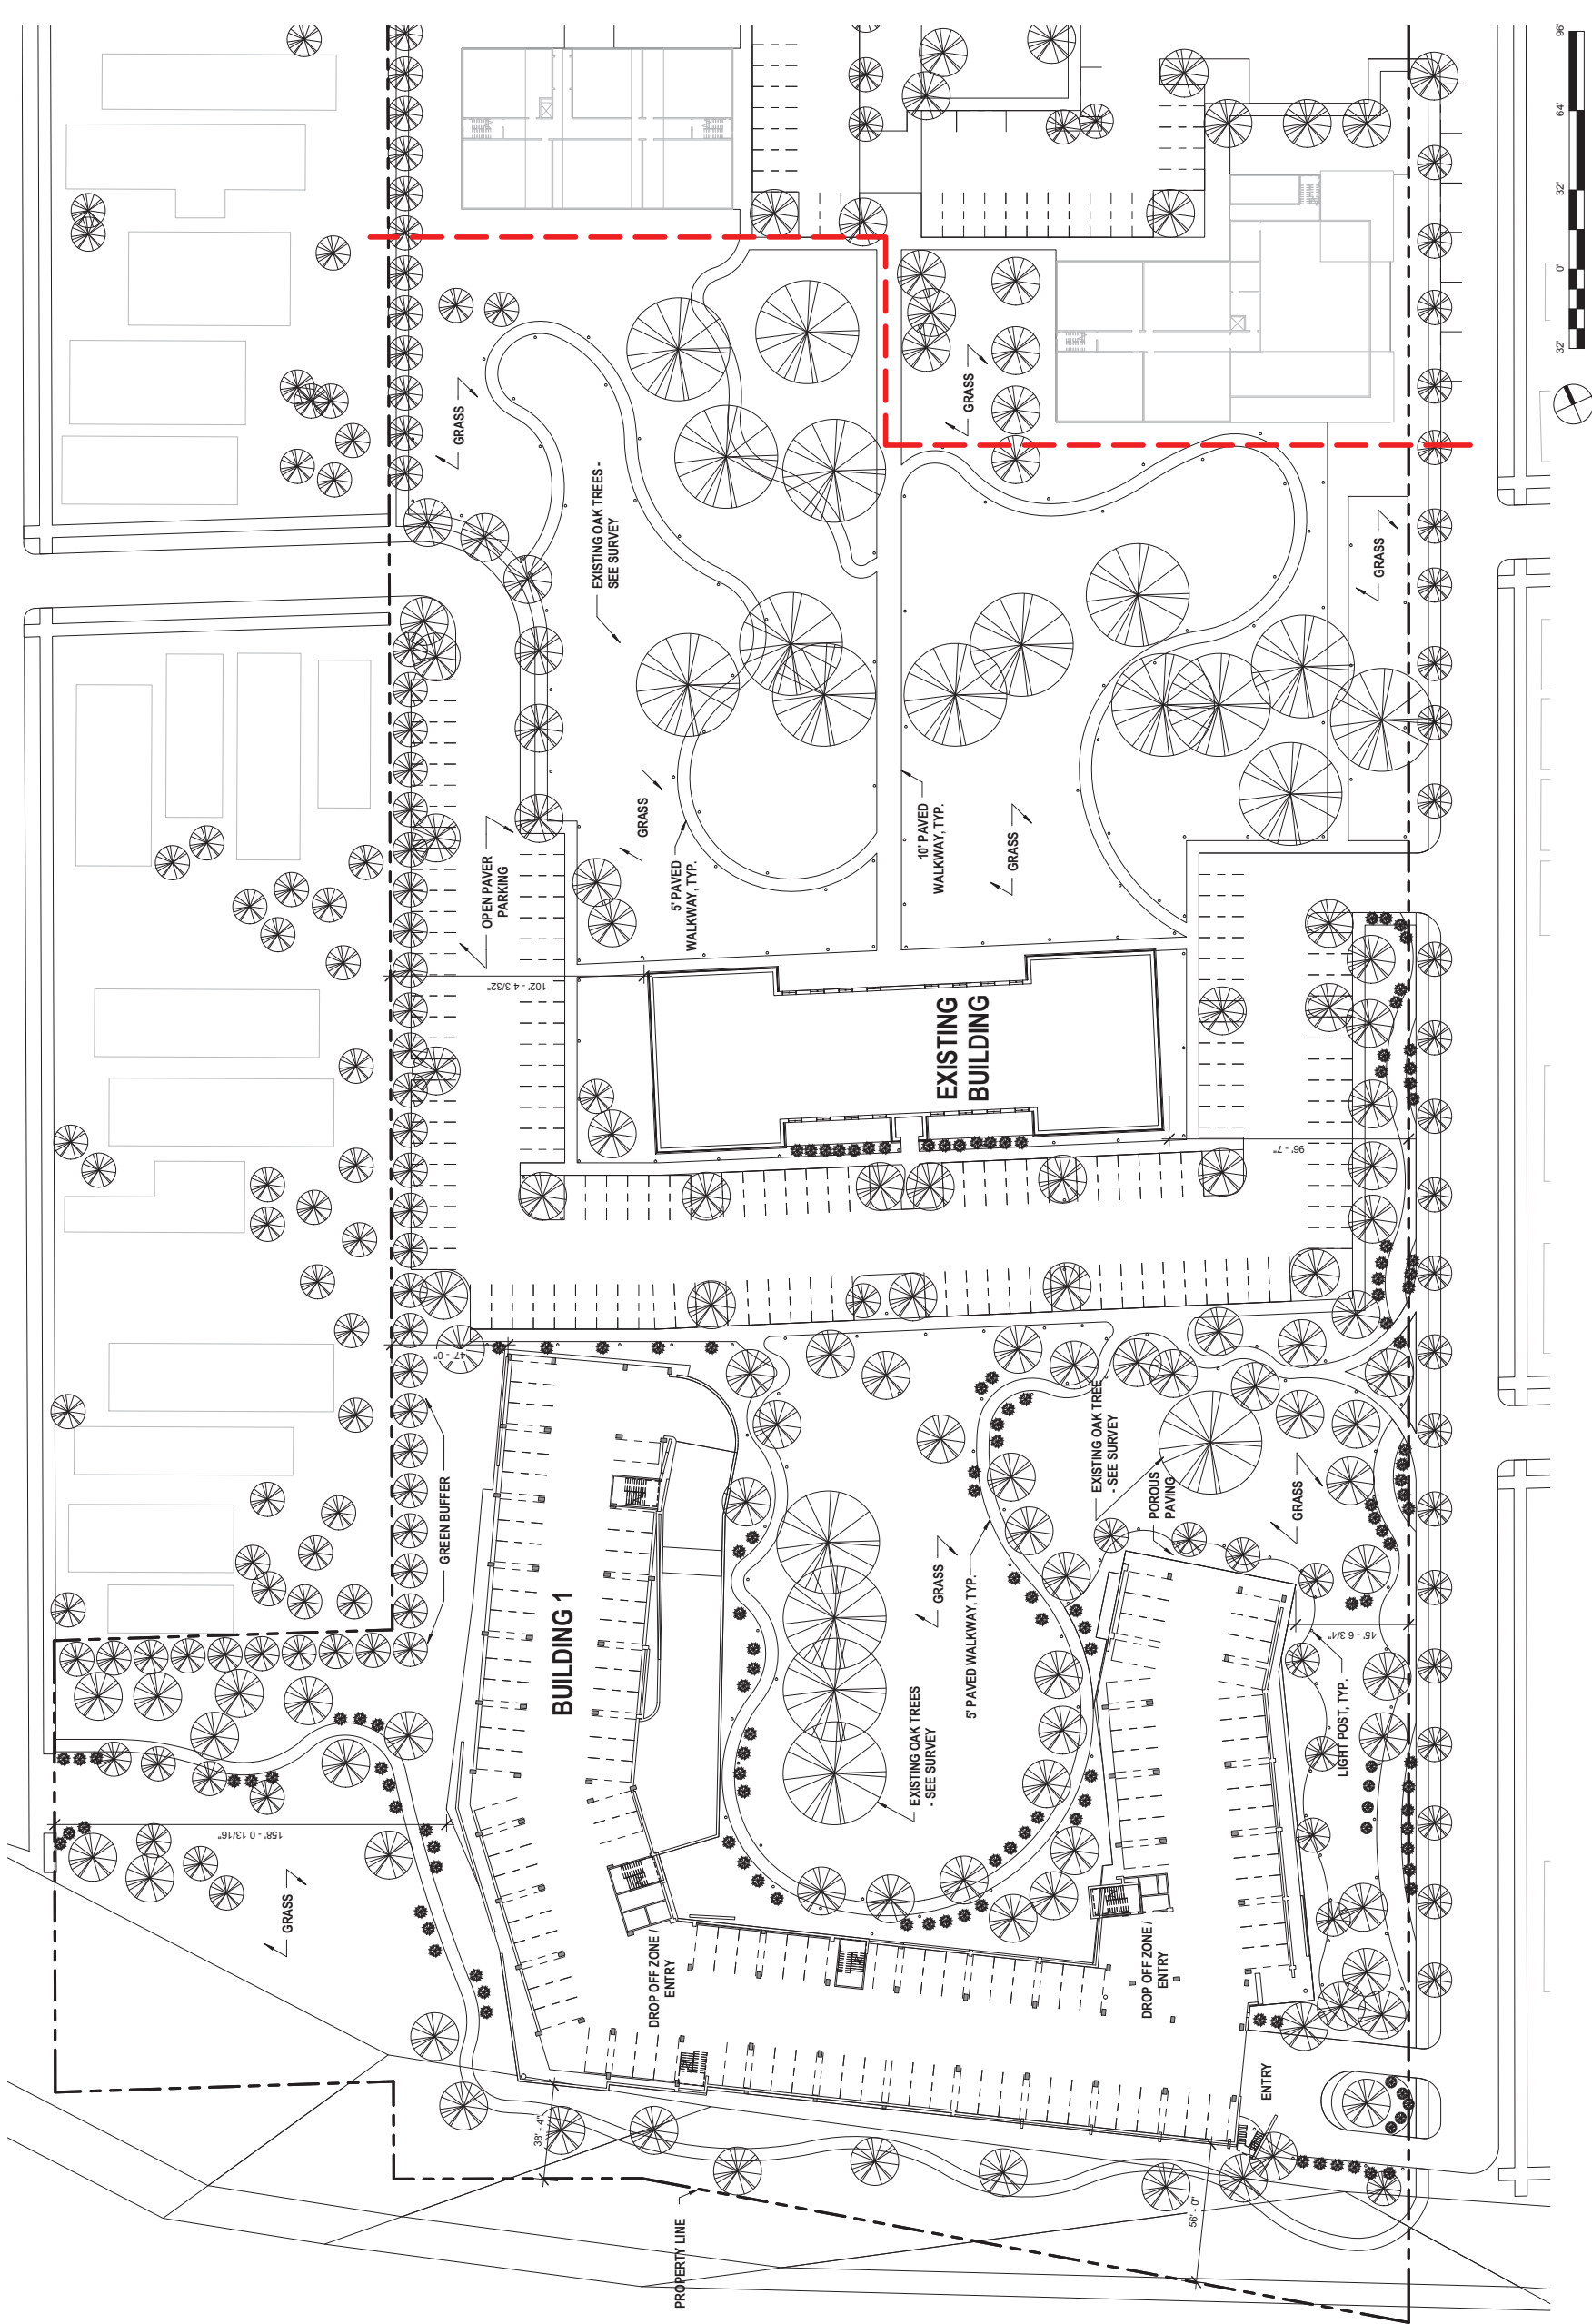 96'
64'
32'
0'
32'
GRASS
GRASS
EXISTING OAK TREES -
SEE SURVEY
GRASS
OPEN PAVER
PARKING
GRASS
5' PAVED
WALKWAY, TYP.
10' PAVED
WALKWAY, TYP.
GRASS
102' - 4 3/32"
EXISTING
BUILDING
96' - 7"
47' - 0"
GREEN BUFFER
BUILDING 1
EXISTING OAK TREE
- SEE SURVEY
POROUS
PAVING
GRASS
GRASS
5' PAVED WALKWAY, TYP.
45' - 6 3/4"
LIGHT POST, TYP.
EXISTING OAK TREES
- SEE SURVEY
158' - 0 13/16"
GRASS
DROP OFF ZONE /
ENTRY
DROP OFF ZONE /
ENTRY
ENTRY
38' - 4"
56' - 0"
PROPERTY LINE